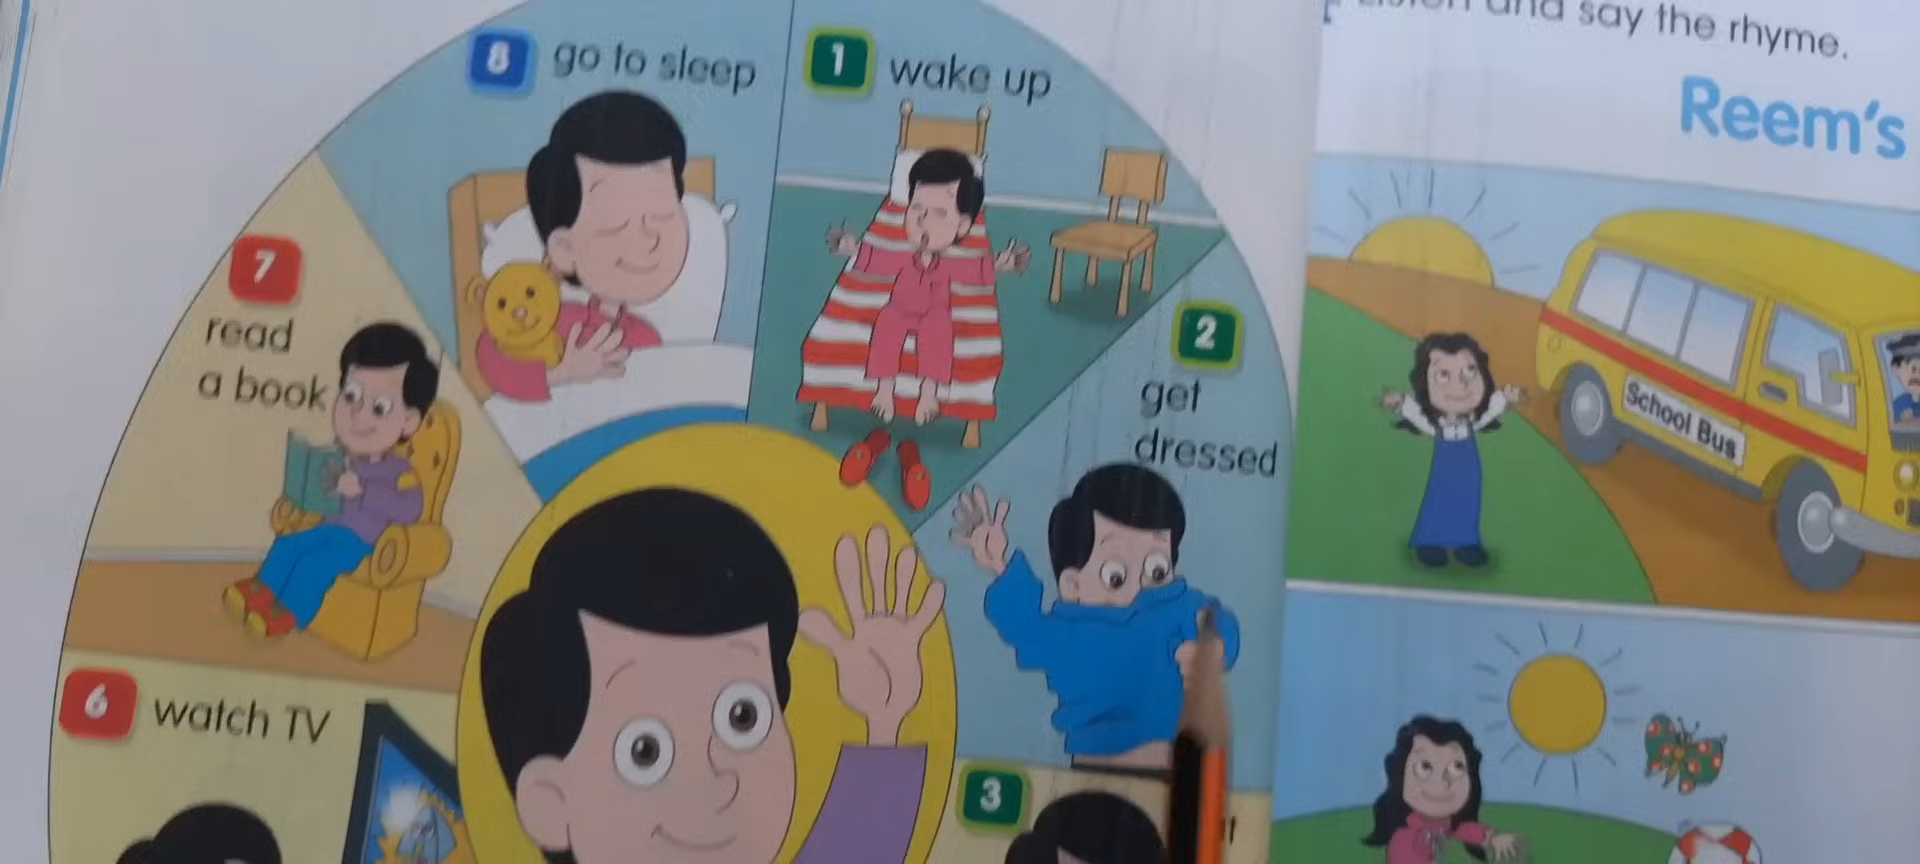 8 go to sleep
1 wake up
2
get
dressed
3
7
read
a book
6 watch TV
and say the rhyme.
Reem's
School Bus